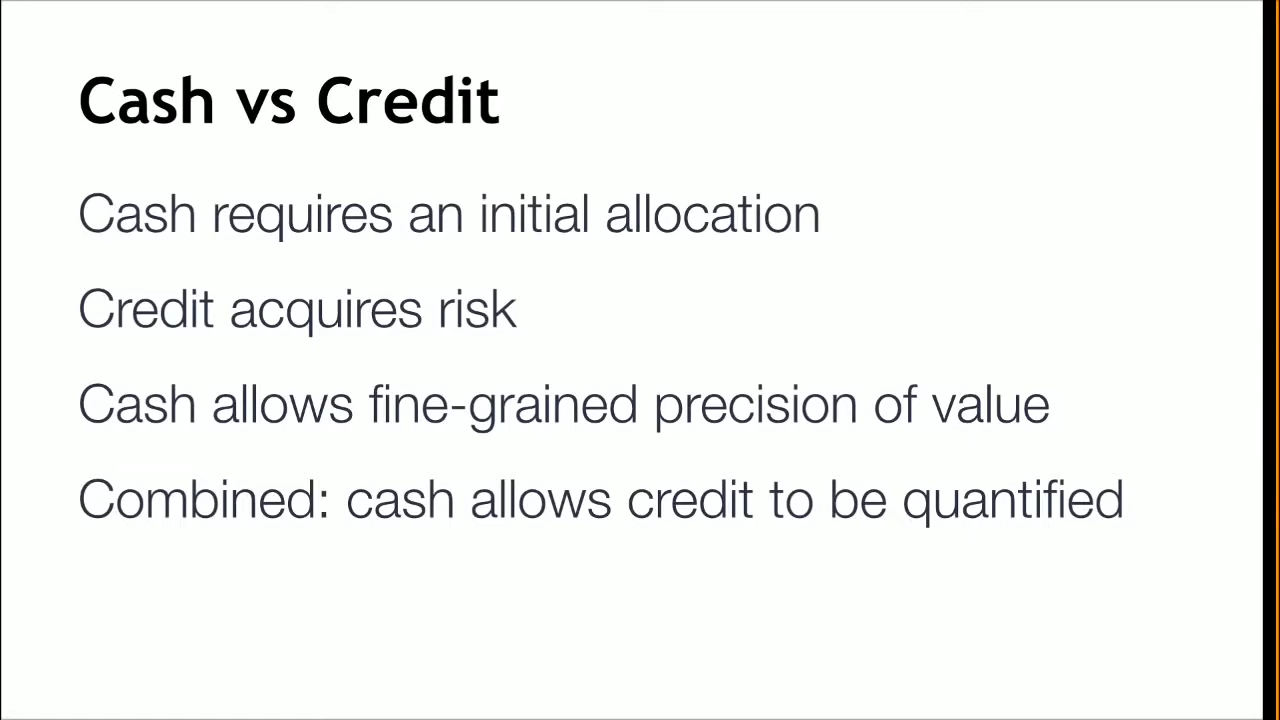 Cash vs Credit
Cash requires an initial allocation
Credit acquires risk
Cash allows fine-grained precision of value
Combined: cash allows credit to be quantified